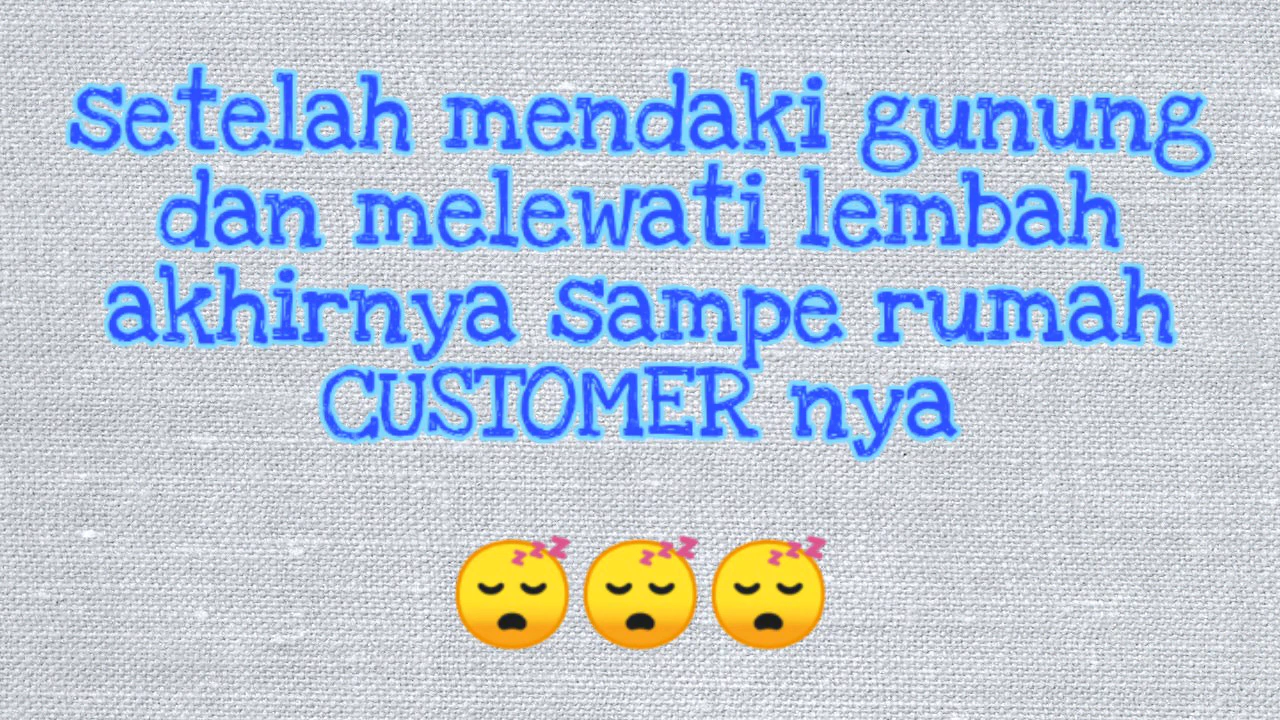 setelah mendaki gunung
dan melewati lembah
akhirnya sampe rumah
CUSTOMER nya